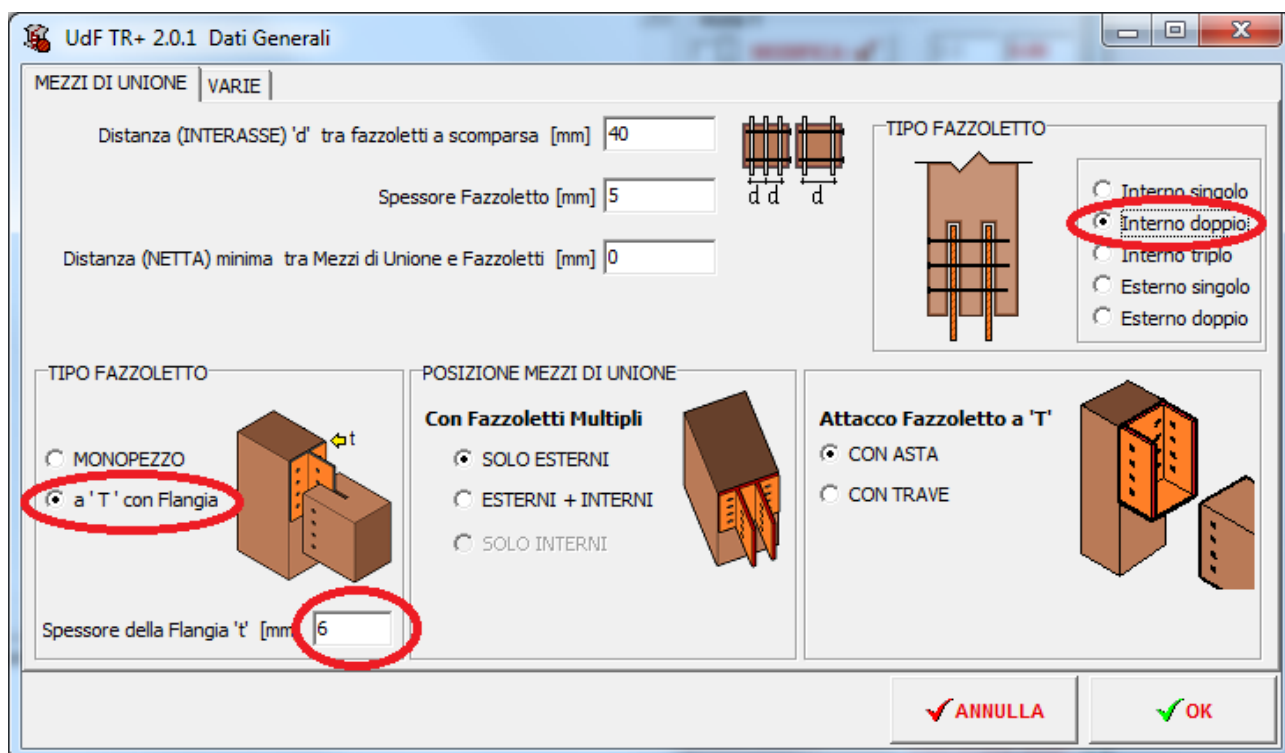 UdF TR+ 2.0.1 Dati Generali
MEZZI DI UNIONE
VARIE
Distanza (INTERASSE) 'd' tra fazzoletti a scomparsa [mm]
40
d d
d
Spessore Fazzoletto [mm]
5
Distanza (NETTA) minima tra Mezzi di Unione e Fazzoletti [mm]
0
TIPO FAZZOLETTO
Interno singolo
Interno doppio
Interno triplo
Esterno singolo
Esterno doppio
TIPO FAZZOLETTO
t
MONOPEZZO
a ' T ' con Flangia
Spessore della Flangia 't' [mm
6
POSIZIONE MEZZI DI UNIONE
Con Fazzoletti Multipli
SOLO ESTERNI
ESTERNI + INTERNI
SOLO INTERNI
Attacco Fazzoletto a 'T'
CON ASTA
CON TRAVE
ANNULLA
OK